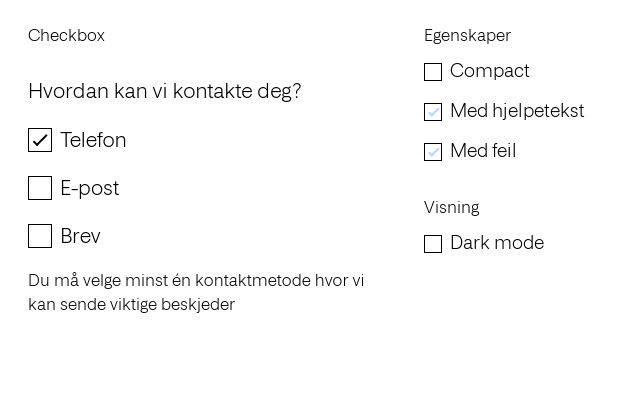 Checkbox
Hvordan kan vi kontakte deg?
Telefon
E-post
Brev
Du må velge minst én kontaktmetode hvor vi
kan sende viktige beskjeder
Egenskaper
Compact
Med hjelpetekst
Med feil
Visning
Dark mode